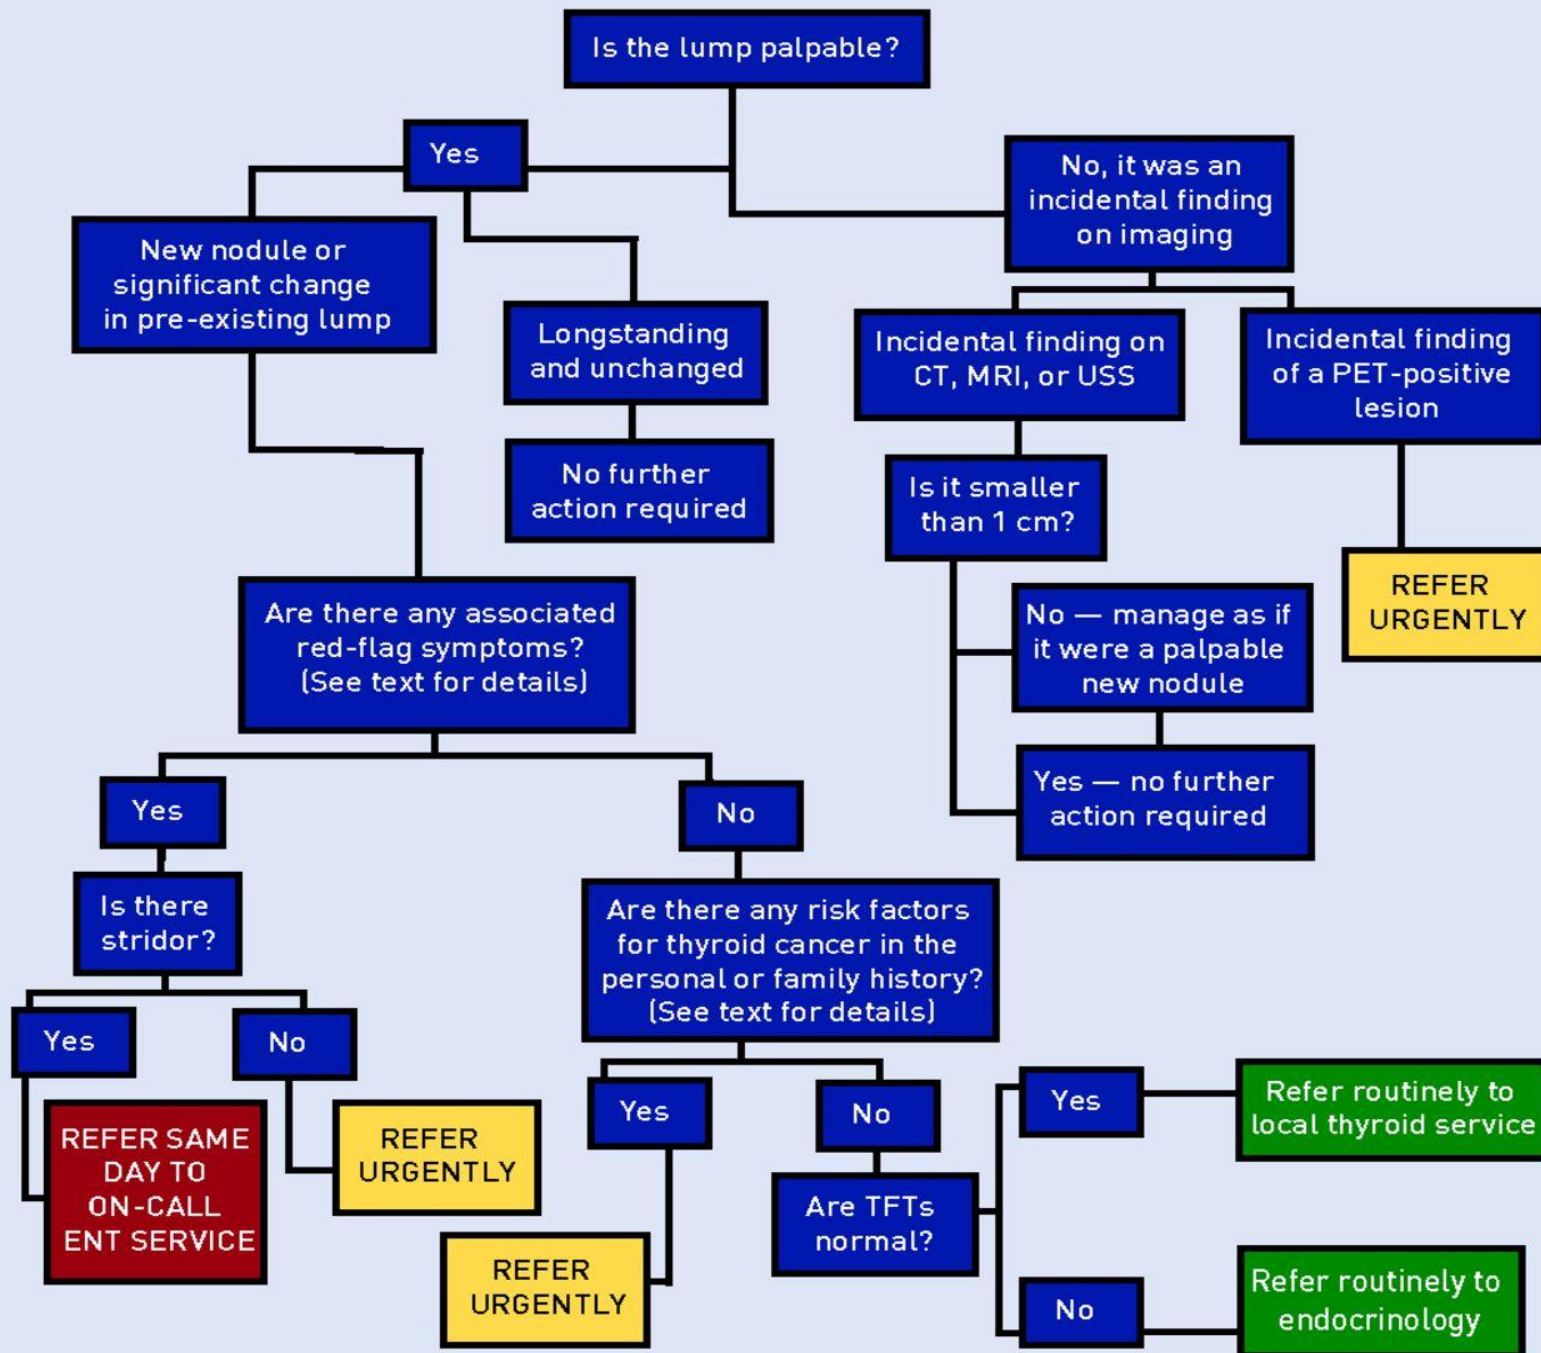 Is the lump palpable?
Yes
No, it was an
incidental finding
on imaging
New nodule or
significant change
in pre-existing lump
Longstanding
and unchanged
No further
action required
Incidental finding on
CT, MRI, or USS
Incidental finding
of a PET-positive
lesion
Is it smaller
than 1 cm?
REFER
URGENTLY
No — manage as if
it were a palpable
new nodule
Yes — no further
action required
Are there any associated
red-flag symptoms?
(See text for details)
Yes
No
Is there
stridor?
Yes
No
REFER SAME
DAY TO
ON-CALL
ENT SERVICE
REFER
URGENTLY
Are there any risk factors
for thyroid cancer in the
personal or family history?
(See text for details)
Yes
No
REFER
URGENTLY
Are TFTs
normal?
Yes
Refer routinely to
local thyroid service
No
Refer routinely to
endocrinology